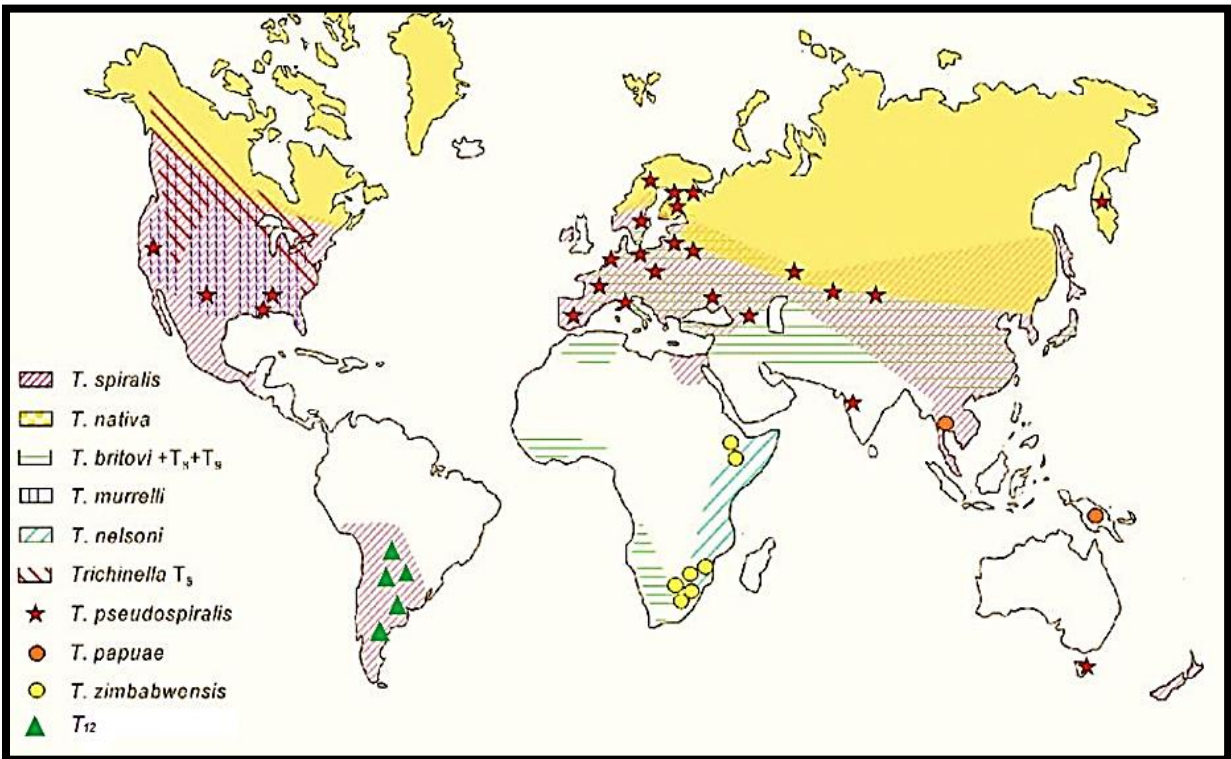 T. spiralis
T. nativa
T. britovi +T₈+T₉
T. murrelli
T. nelsoni
Trichinella T₆
T. pseudospiralis
T. papuae
T. zimbabwensis
T₁₂